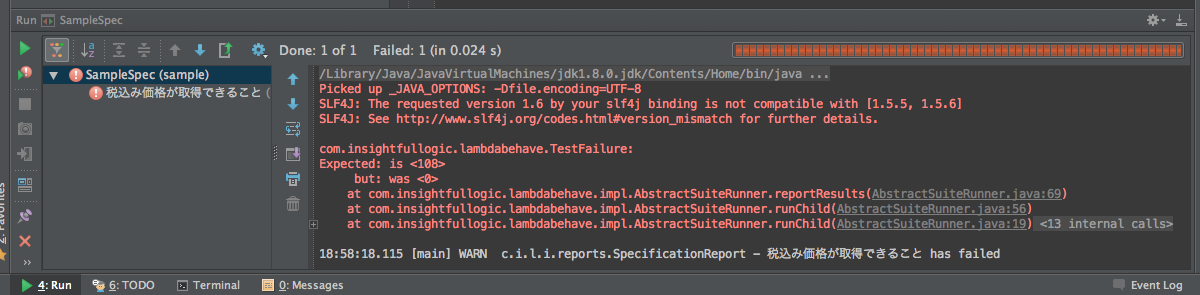 Run SampleSpec
Done: 1 of 1 Failed: 1 (in 0.024 s)
SampleSpec (sample)
税込み価格が取得できること (
/Library/Java/JavaVirtualMachines/jdk1.8.0.jdk/Contents/Home/bin/java ...
Picked up _JAVA_OPTIONS: -Dfile.encoding=UTF-8
SLF4J: The requested version 1.6 by your slf4j binding is not compatible with [1.5.5, 1.5.6]
SLF4J: See http://www.slf4j.org/codes.html#version_mismatch for further details.
com.insightfullogic.lambdabehave.TestFailure:
Expected: is <108>
but: was <0>
at com.insightfullogic.lambdabehave.impl.AbstractSuiteRunner.reportResults(AbstractSuiteRunner.java:69)
at com.insightfullogic.lambdabehave.impl.AbstractSuiteRunner.runChild(AbstractSuiteRunner.java:56)
at com.insightfullogic.lambdabehave.impl.AbstractSuiteRunner.runChild(AbstractSuiteRunner.java:19) <13 internal calls>
18:58:18.115 [main] WARN c.i.l.i.reports.SpecificationReport - 税込み価格が取得できること has failed
2: Favorites
4: Run 6: TODO Terminal 0: Messages Event Log